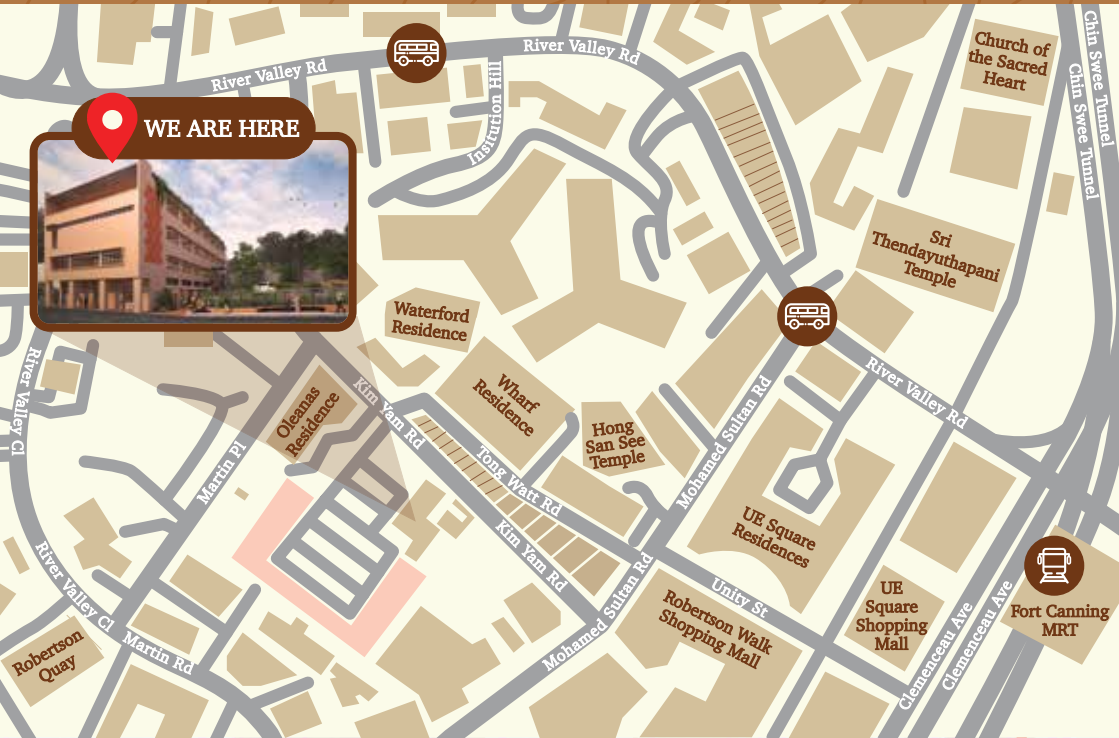 River Valley Rd
River Valley Rd
Chin Swee Tunnel
Chin Swee Tunnel
Church of
the Sacred
Heart
Insitution Hill
WE ARE HERE
Sri
Thendayuthapani
Temple
Waterford
Residence
River Valley Cl
Oleanas
Residence
Kim Yam Rd
Wharf
Residence
Hong
San See
Temple
Mohamed Sultan Rd
River Valley Rd
Martin Pl
Tong Watt Rd
Kim Yam Rd
UE Square
Residences
River Valley Cl
Mohamed Sultan Rd
Unity St
Robertson Walk
Shopping Mall
UE
Square
Shopping
Mall
Clemenceau Ave
Clemenceau Ave
Fort Canning
MRT
Robertson
Quay
Martin Rd